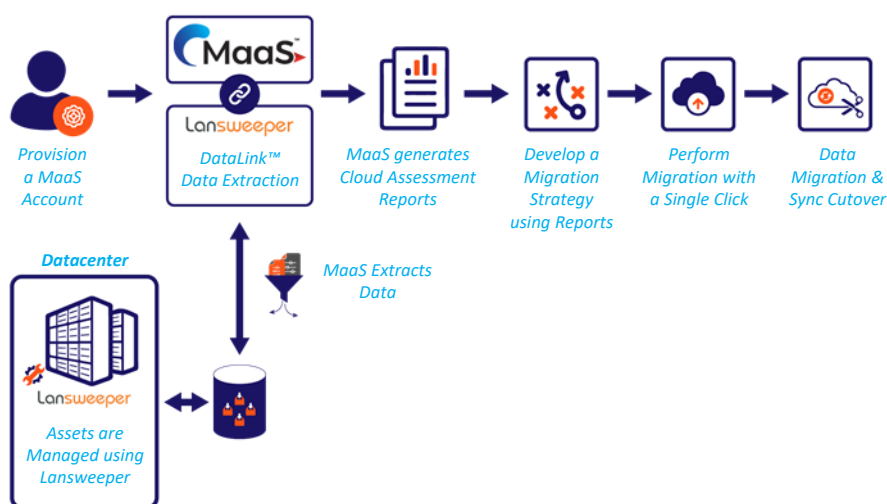 MaaS™
Lansweeper
DataLink™
Data Extraction
Provision
a MaaS
Account
MaaS generates
Cloud Assessment
Reports
Develop a
Migration
Strategy
using Reports
Perform
Migration with
a Single Click
Data
Migration &
Sync Cutover
MaaS Extracts
Data
Datacenter
Lansweeper
Assets are
Managed using
Lansweeper